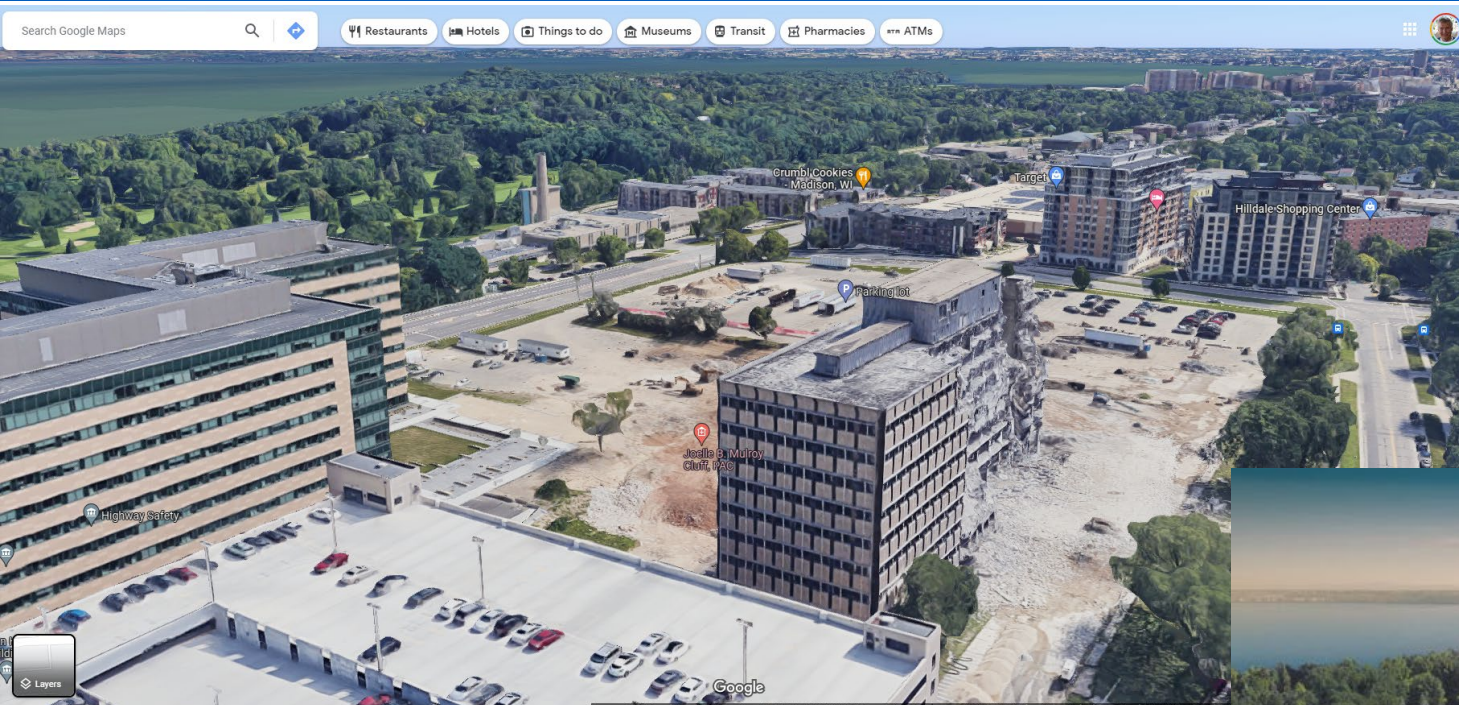 Search Google Maps
Restaurants
Hotels
Things to do
Museums
Transit
Pharmacies
ATM ATMs
Crumbl Cookies
- Madison, WI
Target
Hilldale Shopping Center
P Parking lot
Joelle B. Mulroy
Cluff, PAC
Highway Safety
Layers
Google